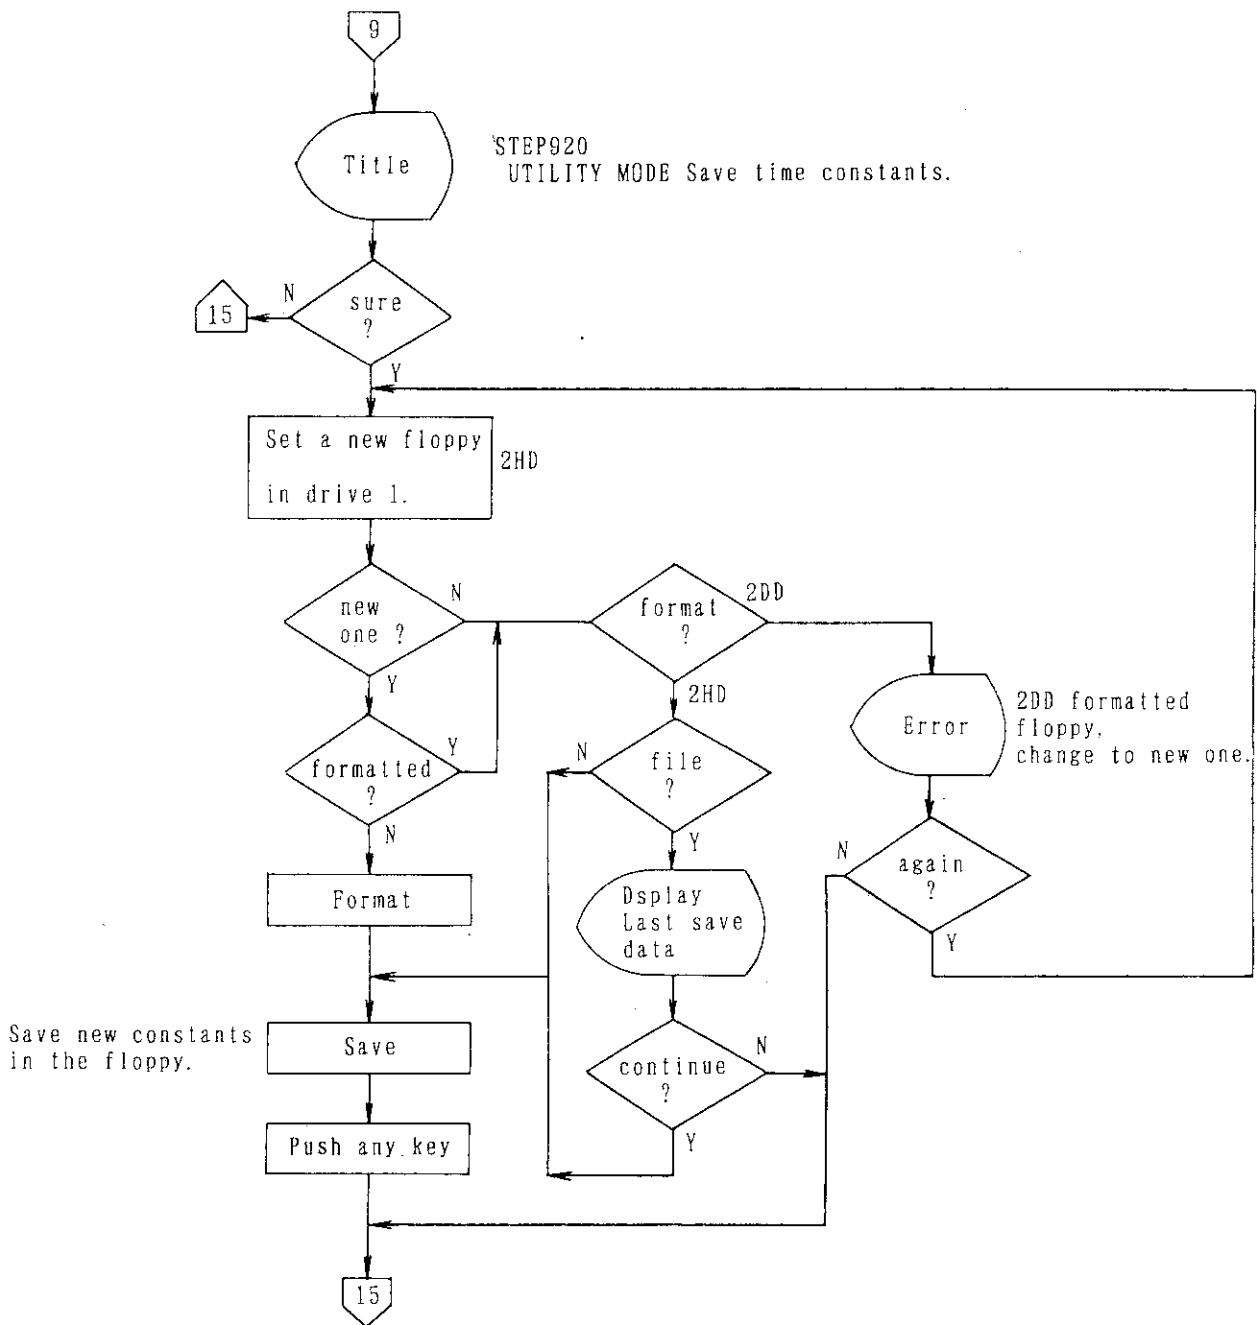 9
Title
STEP920
UTILITY MODE Save time constants.
sure
?
N
15
Y
Set a new floppy
in drive 1.
2HD
new
one ?
N
Y
format
?
2DD
2HD
formatted
?
Y
N
file
?
N
Y
Error
2DD formatted
floppy,
change to new one.
again
?
N
Y
Format
Dsplay
Last save
data
Save new constants
in the floppy.
Save
continue
?
N
Y
Push any key
15